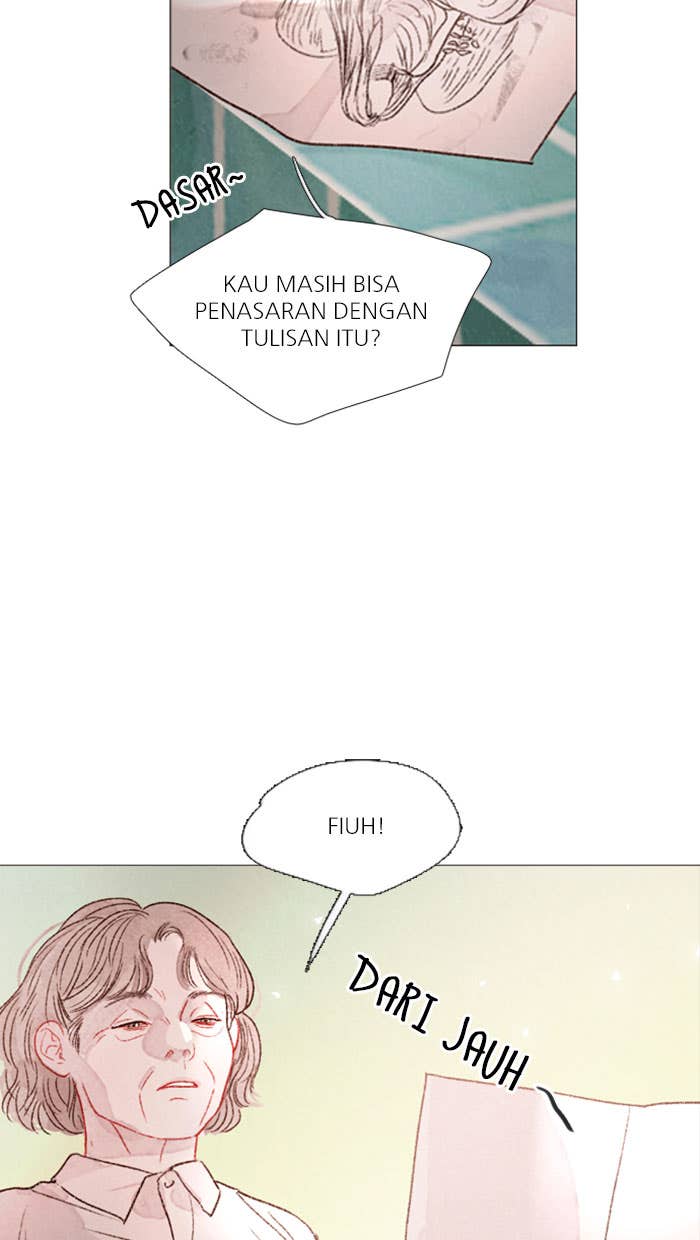 DASAR~
KAU MASIH BISA
PENASARAN DENGAN
TULISAN ITU?
FIUH!
DARI JAUH